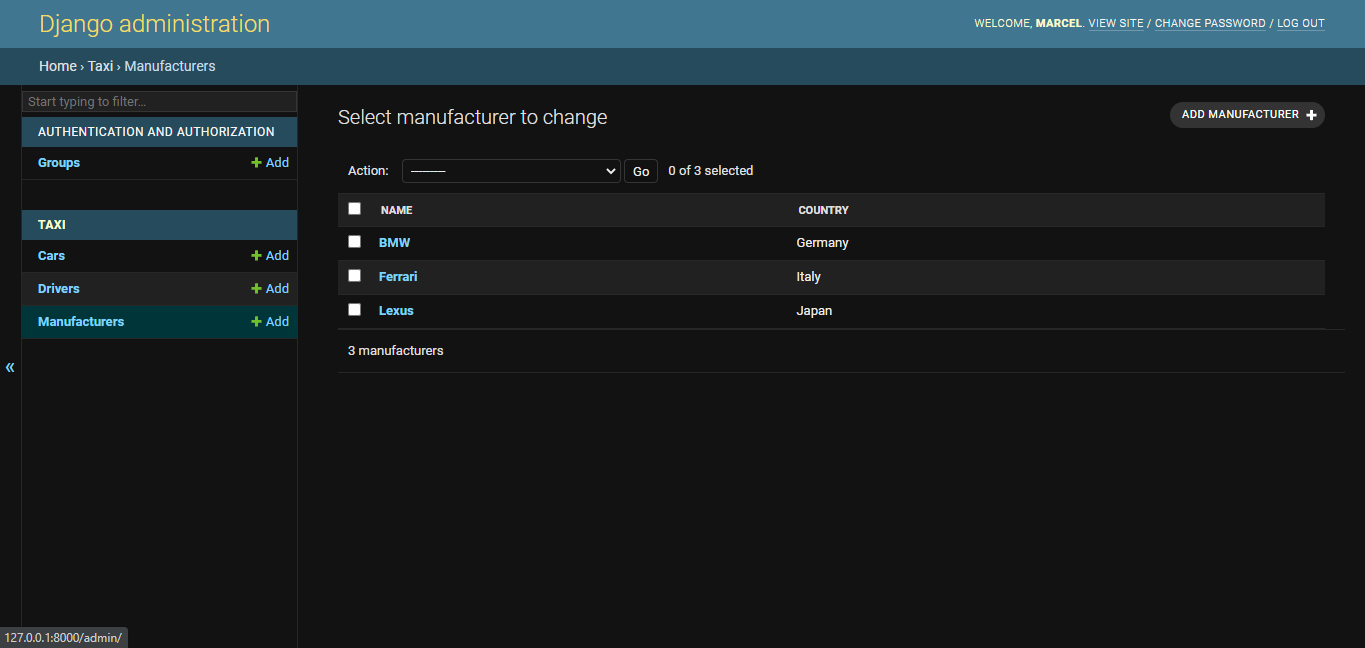 Django administration
WELCOME, MARCEL. VIEW SITE / CHANGE PASSWORD / LOG OUT
Home › Taxi › Manufacturers
Start typing to filter...
AUTHENTICATION AND AUTHORIZATION
Groups + Add
TAXI
Cars + Add
Drivers + Add
Manufacturers + Add
«
Select manufacturer to change
ADD MANUFACTURER +
Action: --------- Go 0 of 3 selected
NAME COUNTRY
BMW Germany
Ferrari Italy
Lexus Japan
3 manufacturers
127.0.0.1:8000/admin/